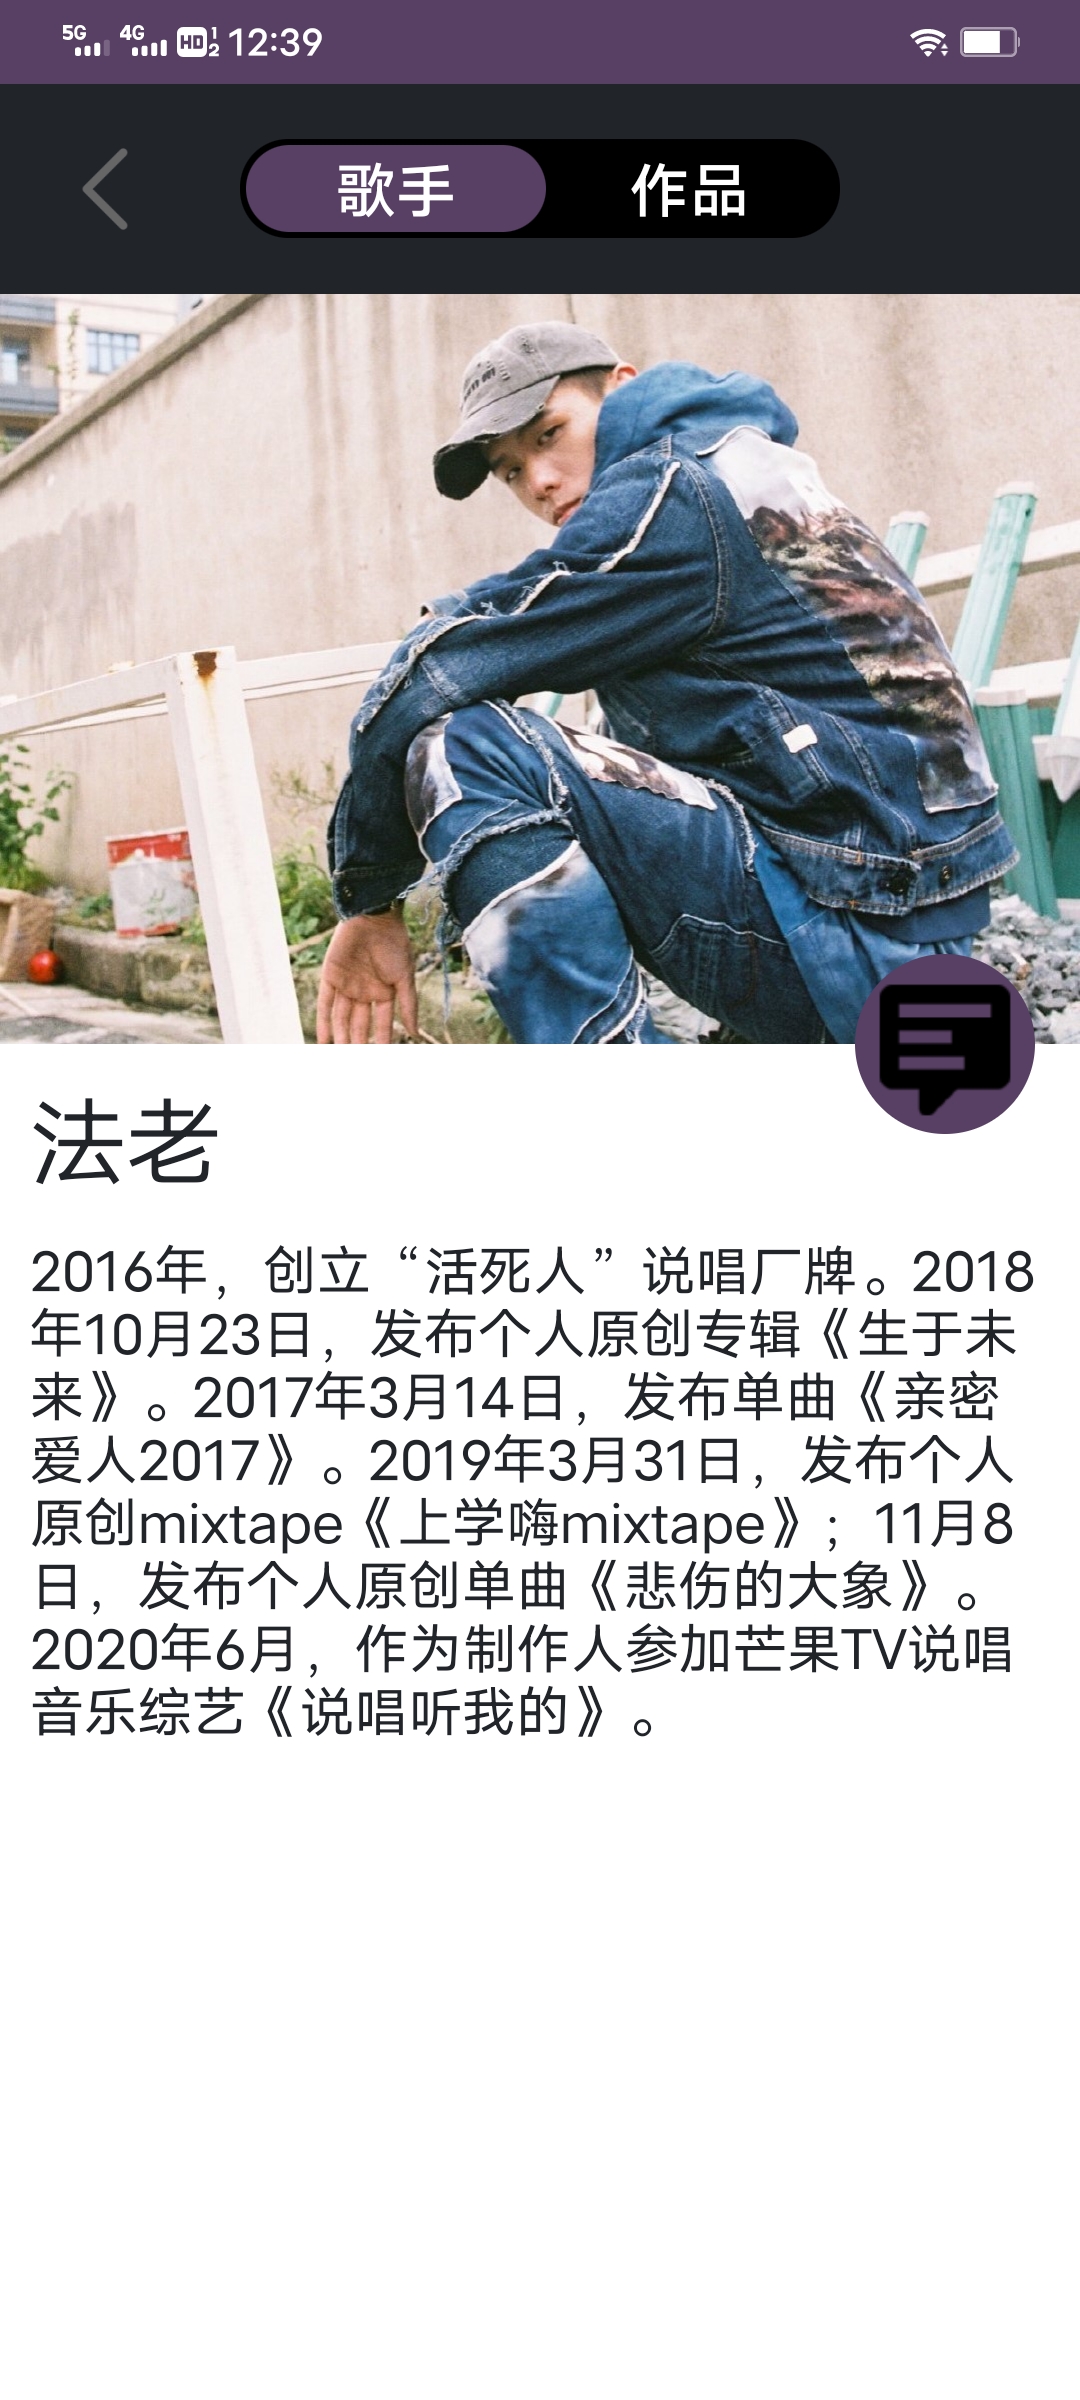 5G 4G HD 1 2 12:39
歌手 作品
法老
2016年，创立“活死人”说唱厂牌。2018
年10月23日，发布个人原创专辑《生于未
来》。2017年3月14日，发布单曲《亲密
爱人2017》。2019年3月31日，发布个人
原创mixtape《上学嗨mixtape》；11月8
日，发布个人原创单曲《悲伤的大象》。
2020年6月，作为制作人参加芒果TV说唱
音乐综艺《说唱听我的》。